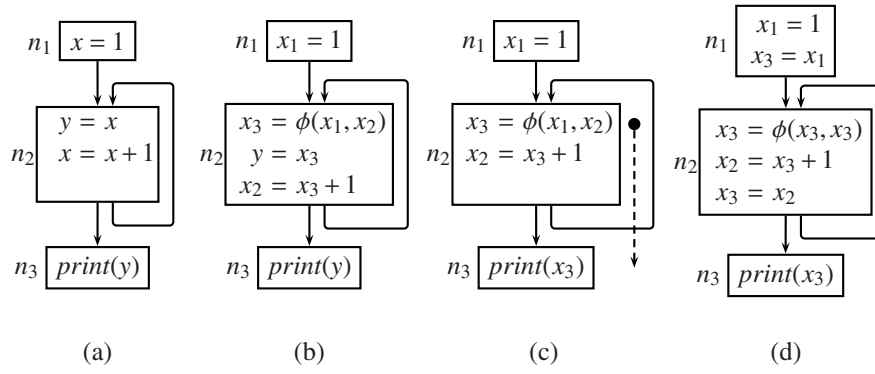 n₁ x = 1
y = x
n₂ x = x + 1
n₃ print(y)
(a)
n₁ x₁ = 1
x₃ = ϕ(x₁, x₂)
n₂ y = x₃
x₂ = x₃ + 1
n₃ print(y)
(b)
n₁ x₁ = 1
x₃ = ϕ(x₁, x₂)
n₂ x₂ = x₃ + 1
n₃ print(x₃)
(c)
n₁ x₁ = 1
x₃ = x₁
x₃ = ϕ(x₃, x₃)
n₂ x₂ = x₃ + 1
x₃ = x₂
n₃ print(x₃)
(d)